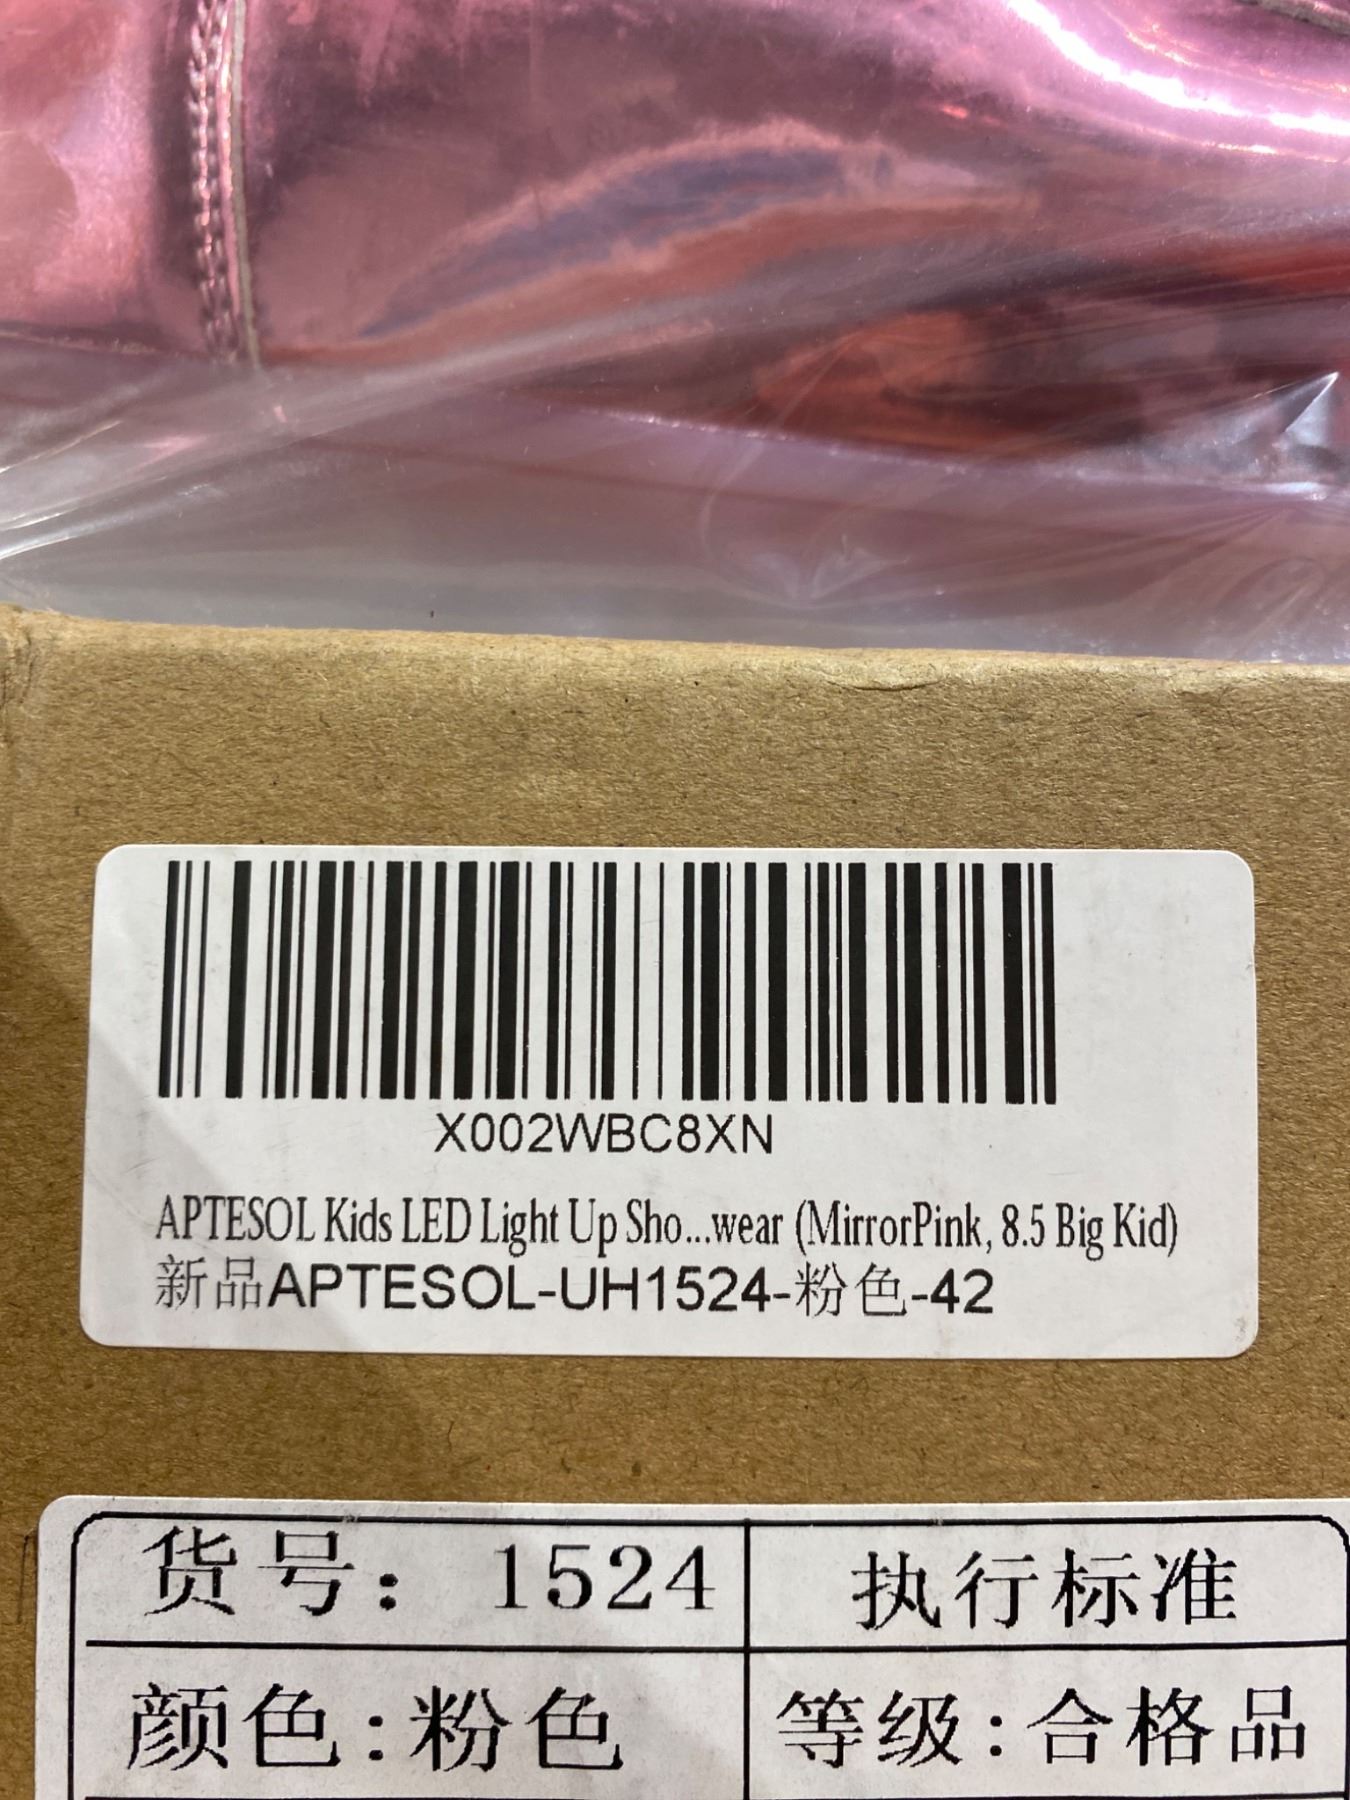 X002WBC8XN
APTESOL Kids LED Light Up Sho...wear (MirrorPink, 8.5 Big Kid)
新品APTESOL-UH1524-粉色-42
货号： 1524
执行标准
颜色:粉色
等级:合格品